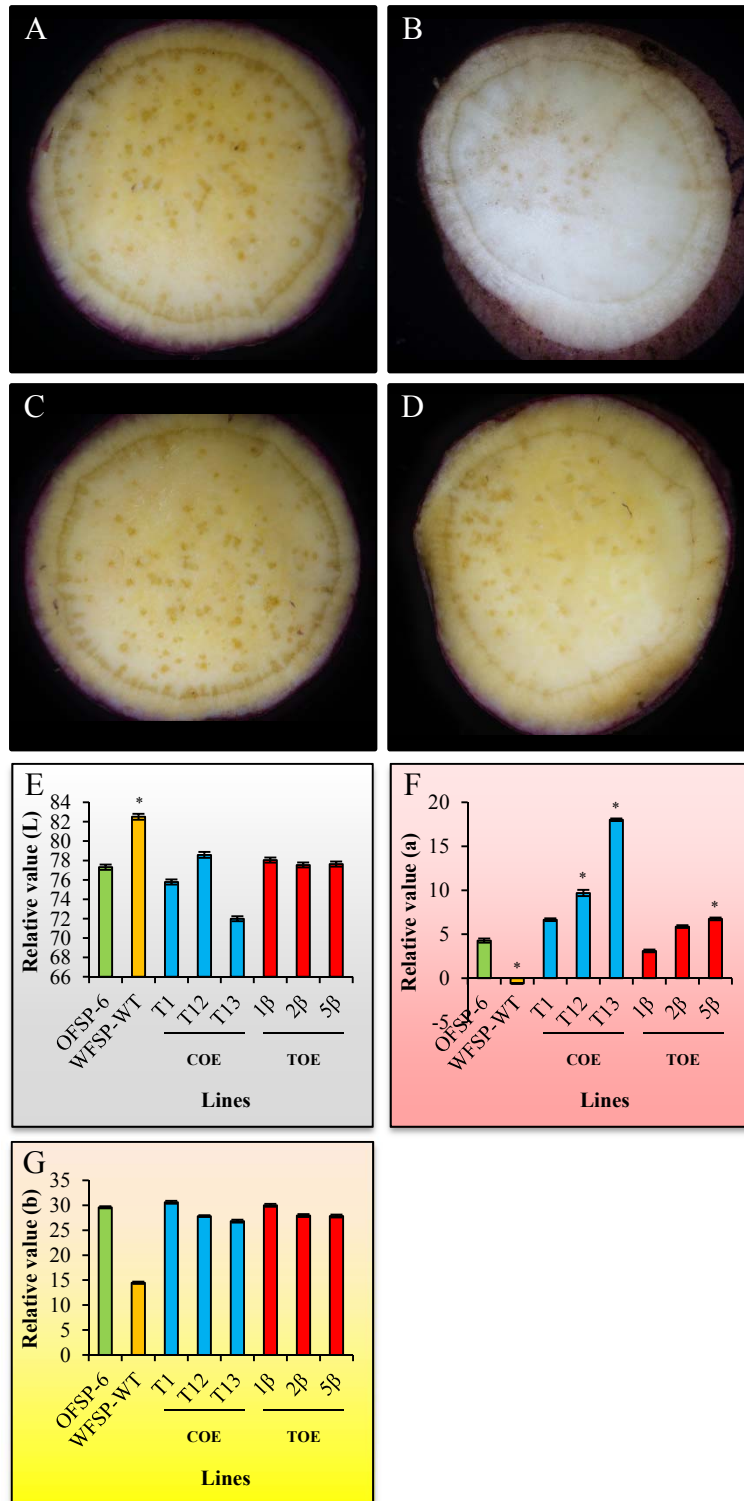 A
B
C
D
E
Relative value (L)
84
82
80
78
76
74
72
70
68
66
*
OFSP-6
WFSP-WT
T1
T12
T13
1β
2β
5β
COE
TOE
Lines
F
Relative value (a)
20
15
10
5
0
-5
*
*
*
*
OFSP-6
WFSP-WT
T1
T12
T13
1β
2β
5β
COE
TOE
Lines
G
Relative value (b)
35
30
25
20
15
10
5
0
OFSP-6
WFSP-WT
T1
T12
T13
1β
2β
5β
COE
TOE
Lines